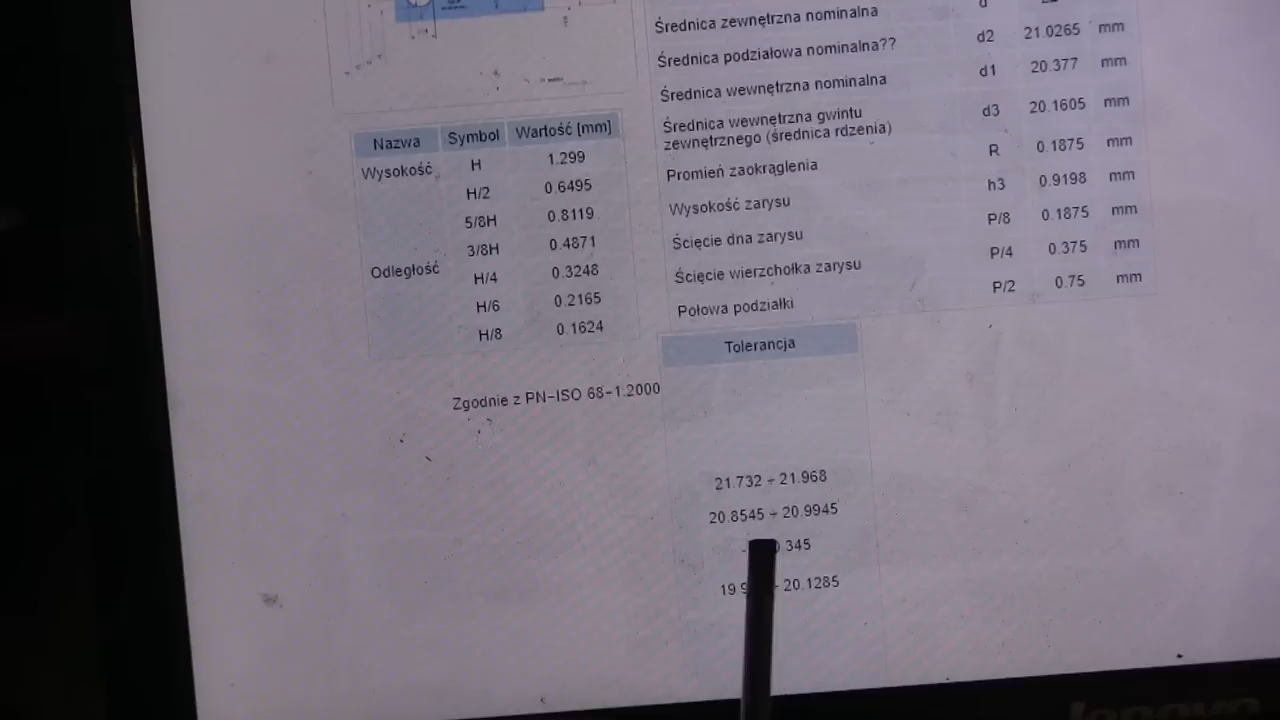 Średnica zewnętrzna nominalna d
Średnica podziałowa nominalna?? d2 21.0265 mm
Średnica wewnętrzna nominalna d1 20.377 mm
Średnica wewnętrzna gwintu
zewnętrznego (średnica rdzenia) d3 20.1605 mm
Promień zaokrąglenia R 0.1875 mm
Wysokość zarysu h3 0.9198 mm
Ścięcie dna zarysu P/8 0.1875 mm
Ścięcie wierzchołka zarysu P/4 0.375 mm
Połowa podziałki P/2 0.75 mm
Nazwa Symbol Wartość [mm]
Wysokość H 1.299
H/2 0.6495
5/8H 0.8119
3/8H 0.4871
Odległość H/4 0.3248
H/6 0.2165
H/8 0.1624
Zgodnie z PN-ISO 68-1:2000
Tolerancja
21.732 ÷ 21.968
20.8545 ÷ 20.9945
345
19 ÷ 20.1285
lenovo